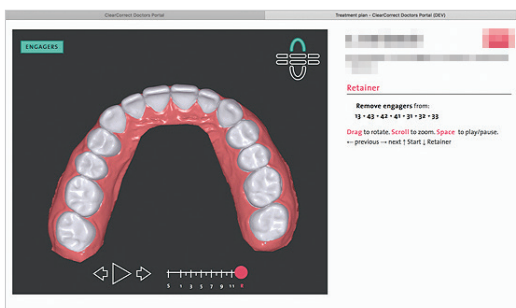 ClearCorrect Doctors Portal
Treatment plan - ClearCorrect Doctors Portal (DEV)
ENGAGERS
Retainer
Remove engagers from:
13 • 43 • 42 • 41 • 31 • 32 • 33
Drag to rotate. Scroll to zoom. Space to play/pause.
← previous → next ↑ Start ↓ Retainer
S 1 3 5 7 9 11 R